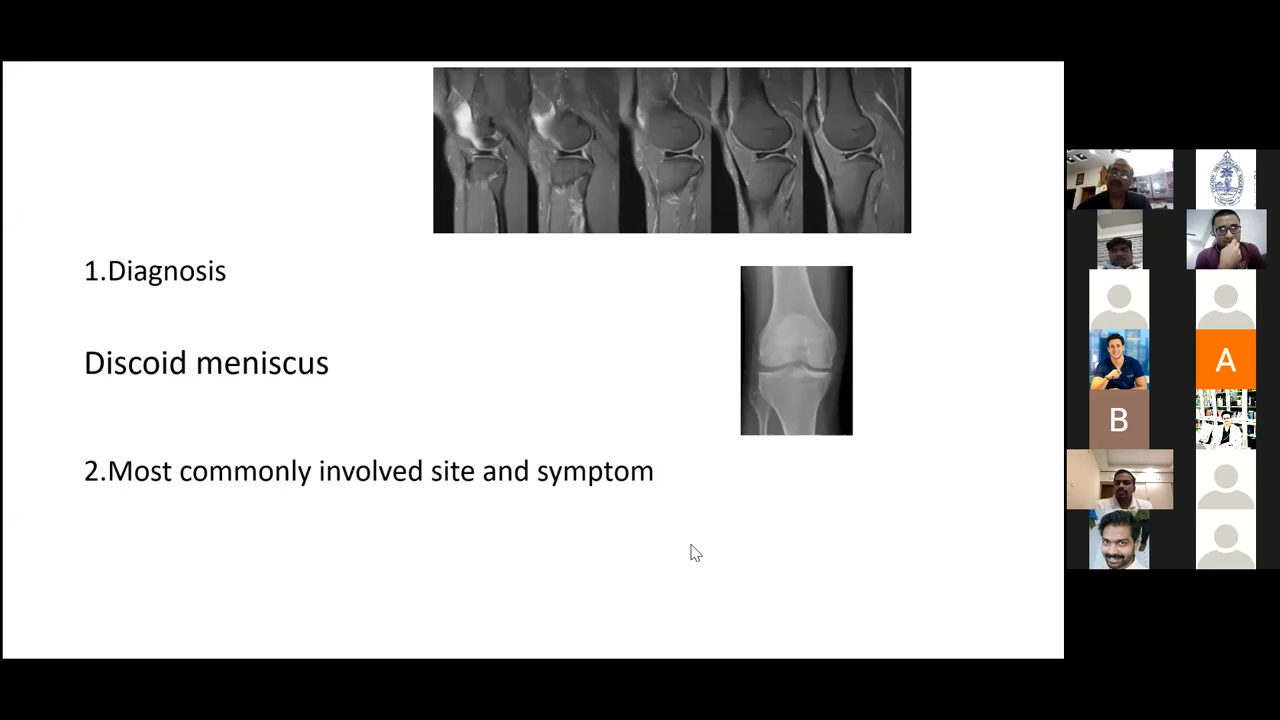 1.Diagnosis
Discoid meniscus
2.Most commonly involved site and symptom
A
B